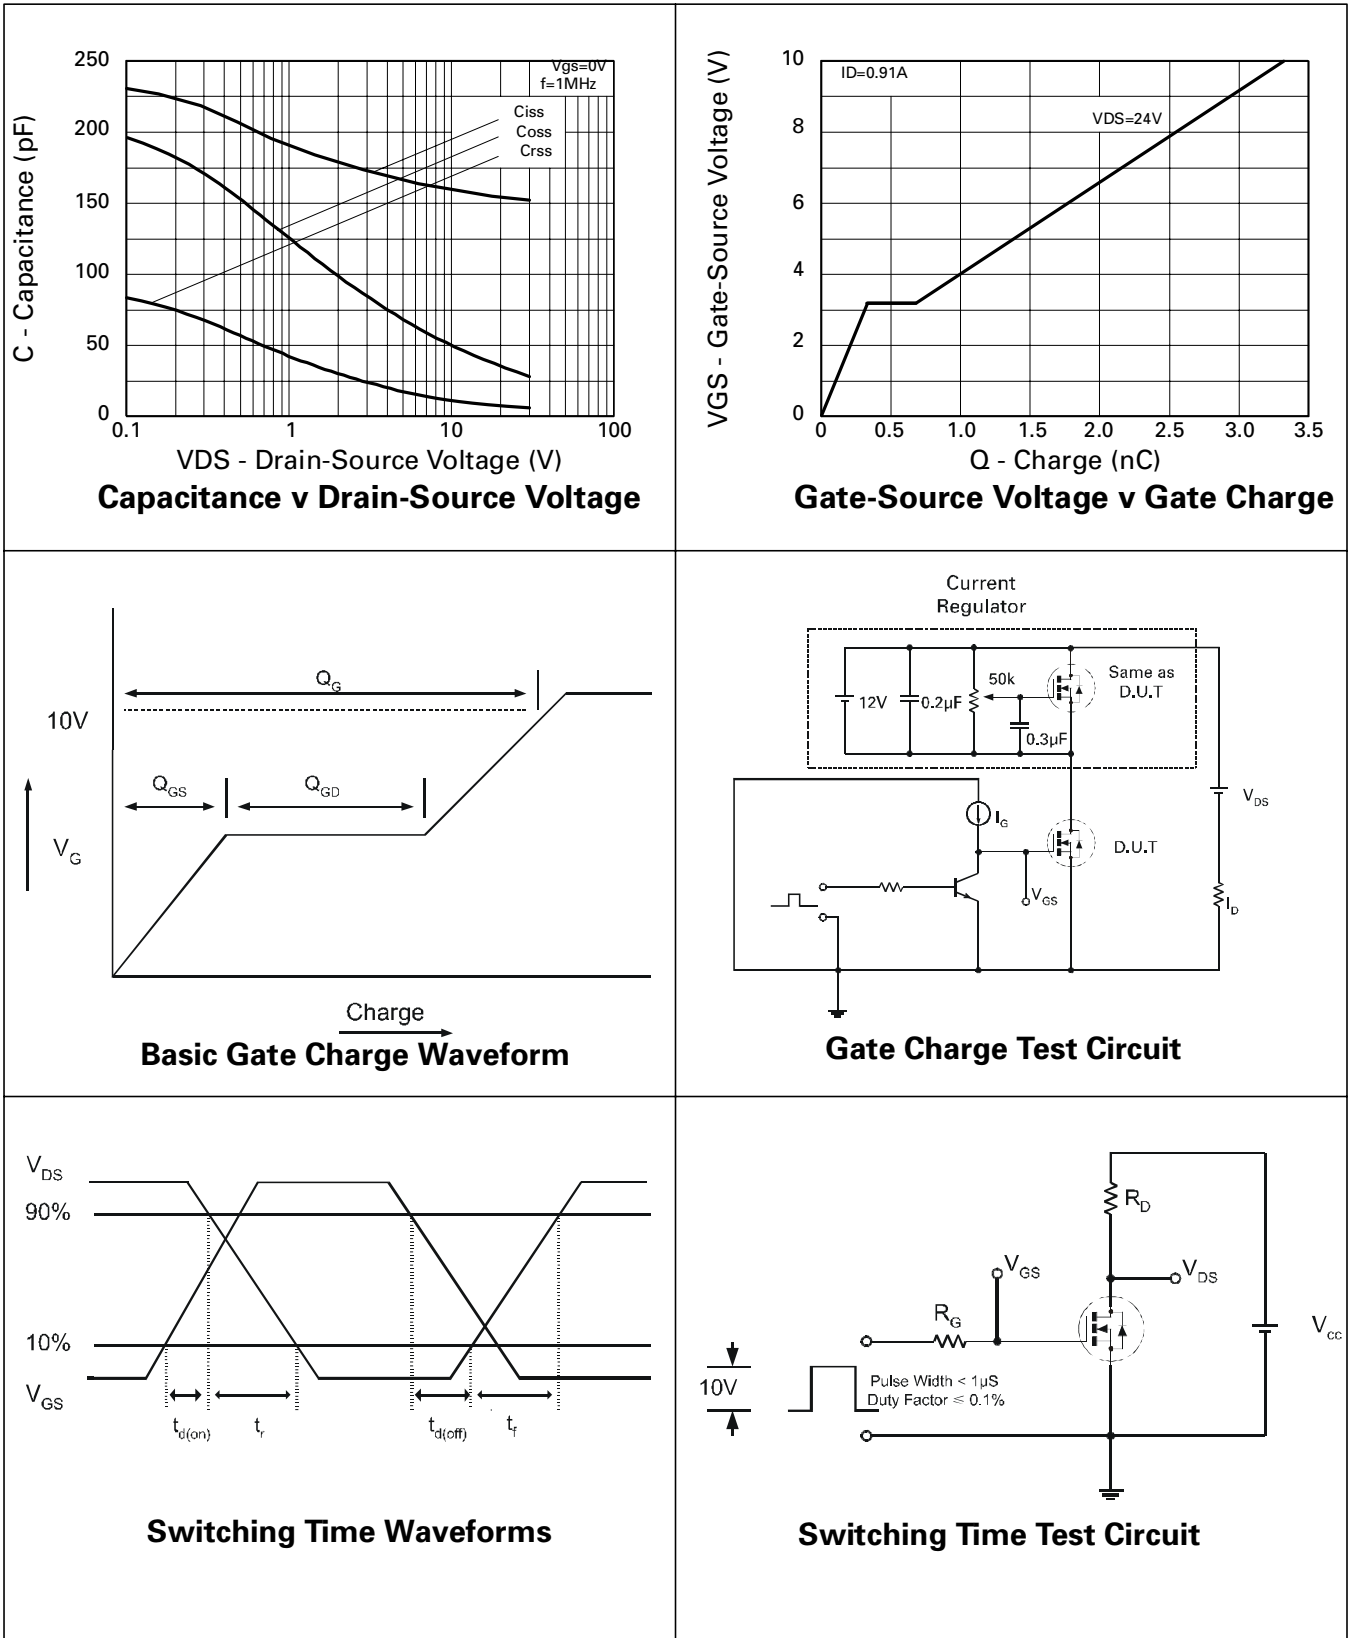 250
200
150
100
50
0
C - Capacitance (pF)
Vgs=0V
f=1MHz
Ciss
Coss
Crss
0.1
1
10
100
VDS - Drain-Source Voltage (V)
Capacitance v Drain-Source Voltage
10
8
6
4
2
0
VGS - Gate-Source Voltage (V)
ID=0.91A
VDS=24V
0
0.5
1.0
1.5
2.0
2.5
3.0
3.5
Q - Charge (nC)
Gate-Source Voltage v Gate Charge
QG
10V
QGS
QGD
VG
Charge
Basic Gate Charge Waveform
Current
Regulator
12V
0.2µF
50k
0.3µF
Same as
D.U.T
IG
VDS
D.U.T
VGS
ID
Gate Charge Test Circuit
VDS
90%
10%
VGS
td(on)
tr
td(off)
tf
Switching Time Waveforms
RD
VGS
VDS
RG
Vcc
10V
Pulse Width < 1µS
Duty Factor ≤ 0.1%
Switching Time Test Circuit